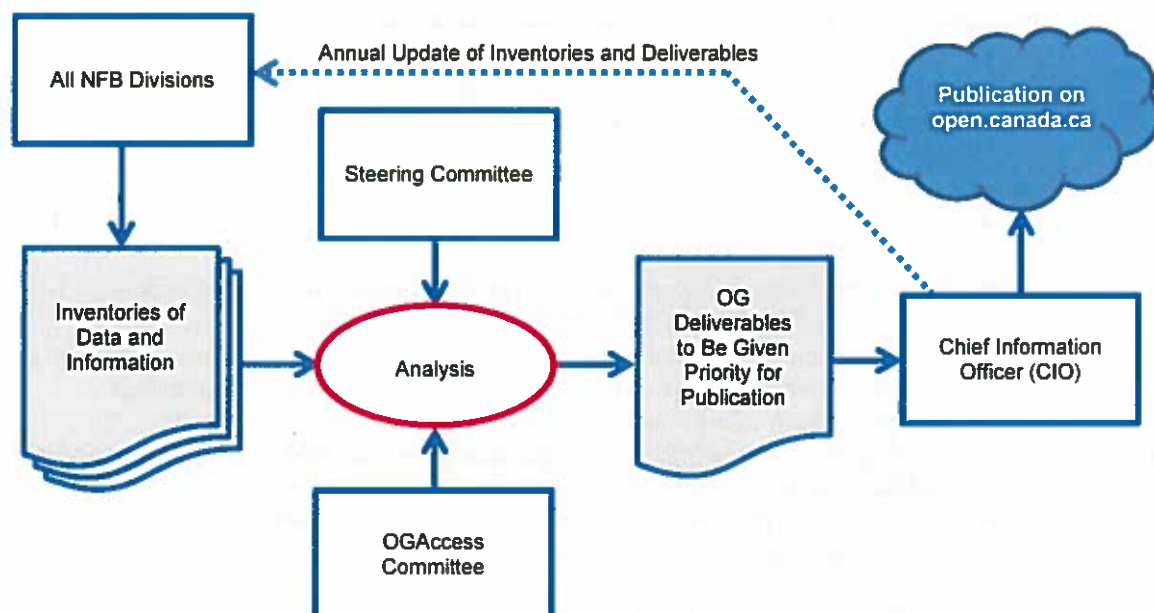 Annual Update of Inventories and Deliverables
All NFB Divisions
Publication on
open.canada.ca
Steering Committee
Inventories of
Data and
Information
Analysis
OG
Deliverables
to Be Given
Priority for
Publication
Chief Information
Officer (CIO)
OGAccess
Committee